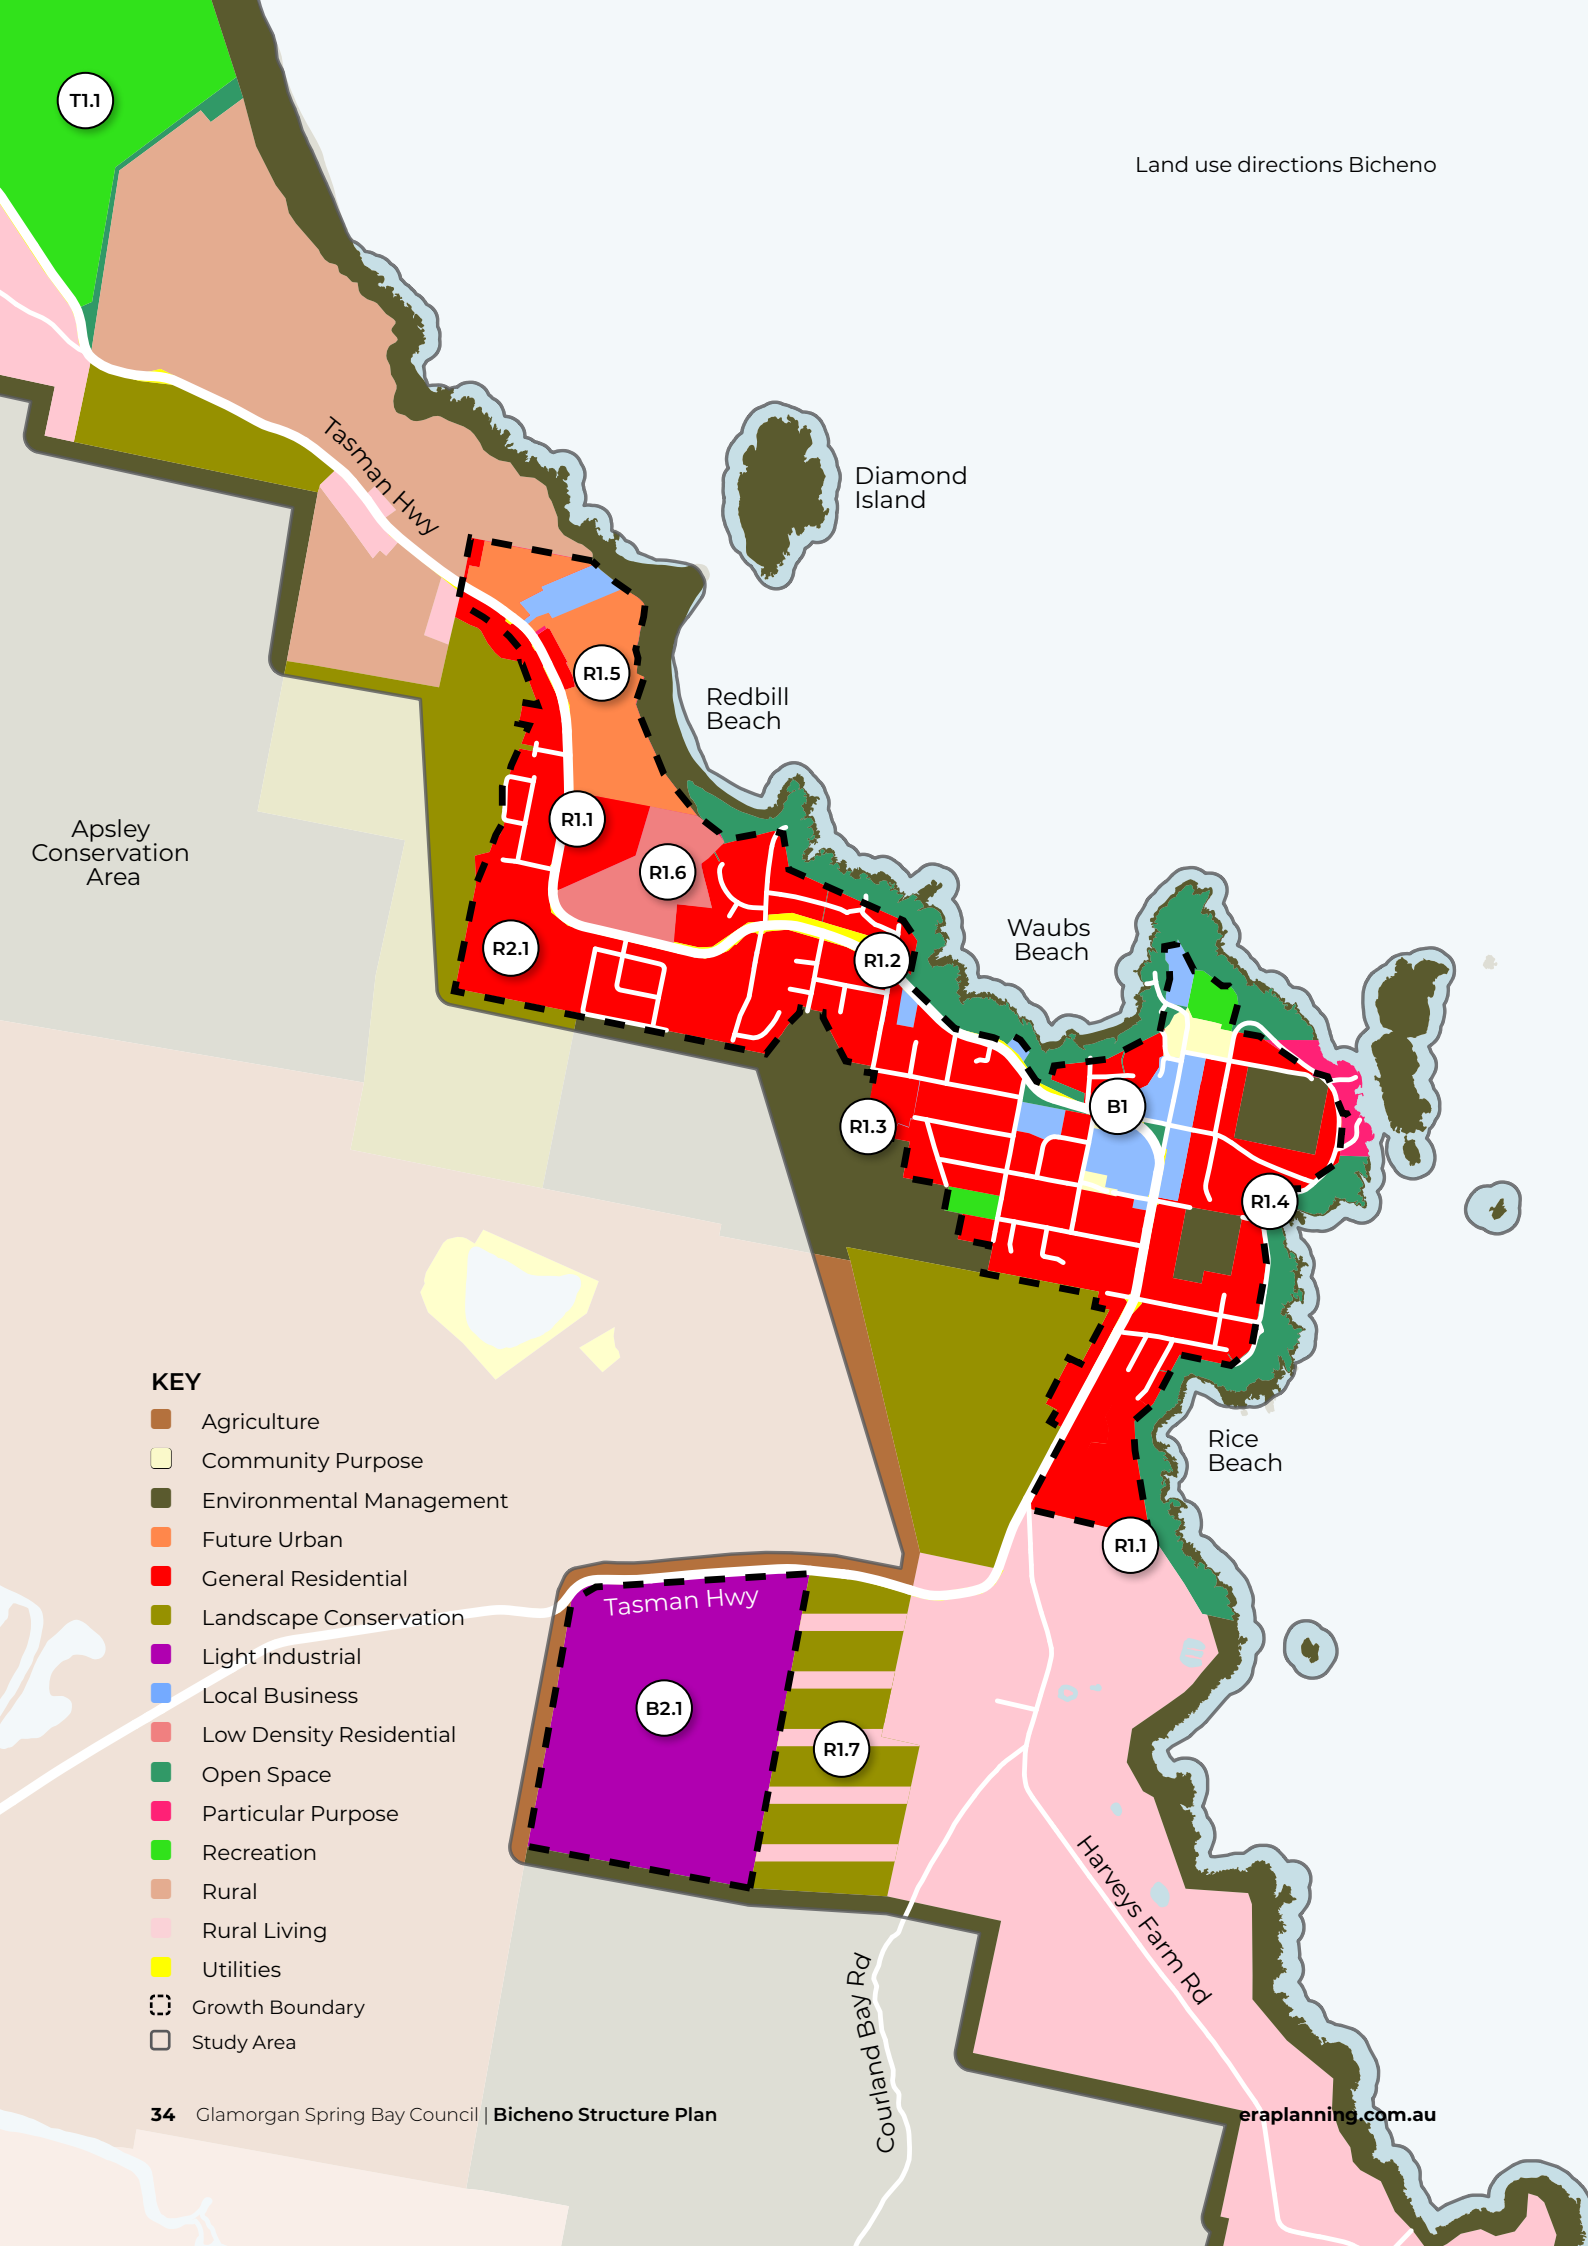 T1.1
Land use directions Bicheno
Tasman Hwy
Diamond
Island
R1.5
Redbill
Beach
Apsley
Conservation
Area
R1.1
R1.6
R2.1
R1.2
Waubs
Beach
B1
R1.3
R1.4
Rice
Beach
R1.1
Tasman Hwy
B2.1
R1.7
Harveys Farm Rd
Courland Bay Rd
KEY
Agriculture
Community Purpose
Environmental Management
Future Urban
General Residential
Landscape Conservation
Light Industrial
Local Business
Low Density Residential
Open Space
Particular Purpose
Recreation
Rural
Rural Living
Utilities
Growth Boundary
Study Area
34 Glamorgan Spring Bay Council | Bicheno Structure Plan
eraplanning.com.au